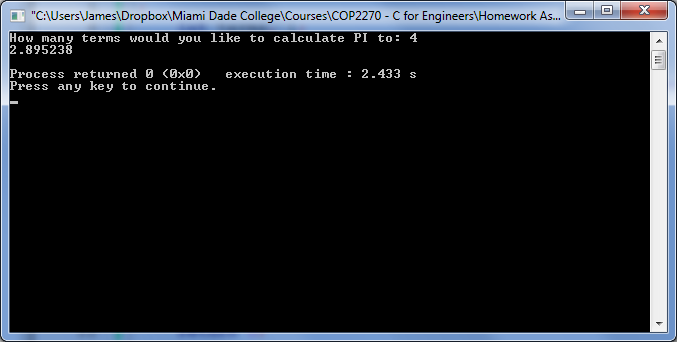 "C:\Users\James\Dropbox\Miami Dade College\Courses\COP2270 - C for Engineers\Homework As...
How many terms would you like to calculate PI to: 4
2.895238
Process returned 0 (0x0)   execution time : 2.433 s
Press any key to continue.